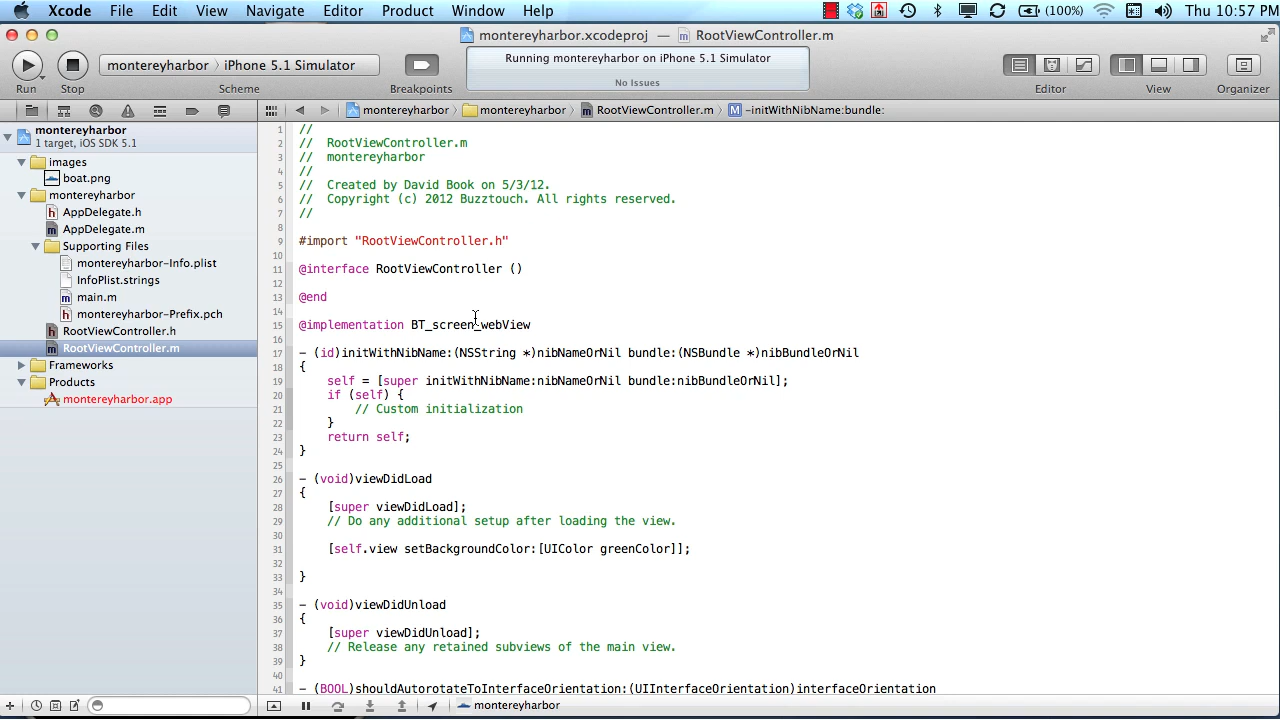 Xcode File Edit View Navigate Editor Product Window Help (100%) Thu 10:57 PM
montereyharbor.xcodeproj — RootViewController.m
montereyharbor 〉 iPhone 5.1 Simulator
Running montereyharbor on iPhone 5.1 Simulator
No Issues
Run Stop Scheme Breakpoints Editor View Organizer
montereyharbor
1 target, iOS SDK 5.1
images
boat.png
montereyharbor
AppDelegate.h
AppDelegate.m
Supporting Files
montereyharbor-Info.plist
InfoPlist.strings
main.m
montereyharbor-Prefix.pch
RootViewController.h
RootViewController.m
Frameworks
Products
montereyharbor.app
montereyharbor 〉 montereyharbor 〉 RootViewController.m 〉 M -initWithNibName:bundle:
1 //
2 // RootViewController.m
3 // montereyharbor
4 //
5 // Created by David Book on 5/3/12.
6 // Copyright (c) 2012 Buzztouch. All rights reserved.
7 //
8
9 #import "RootViewController.h"
10
11 @interface RootViewController ()
12
13 @end
14
15 @implementation BT_screen_webView
16
17 - (id)initWithNibName:(NSString *)nibNameOrNil bundle:(NSBundle *)nibBundleOrNil
18 {
19 self = [super initWithNibName:nibNameOrNil bundle:nibBundleOrNil];
20 if (self) {
21 // Custom initialization
22 }
23 return self;
24 }
25
26 - (void)viewDidLoad
27 {
28 [super viewDidLoad];
29 // Do any additional setup after loading the view.
30
31 [self.view setBackgroundColor:[UIColor greenColor]];
32
33 }
34
35 - (void)viewDidUnload
36 {
37 [super viewDidUnload];
38 // Release any retained subviews of the main view.
39 }
40
41 - (BOOL)shouldAutorotateToInterfaceOrientation:(UIInterfaceOrientation)interfaceOrientation
montereyharbor